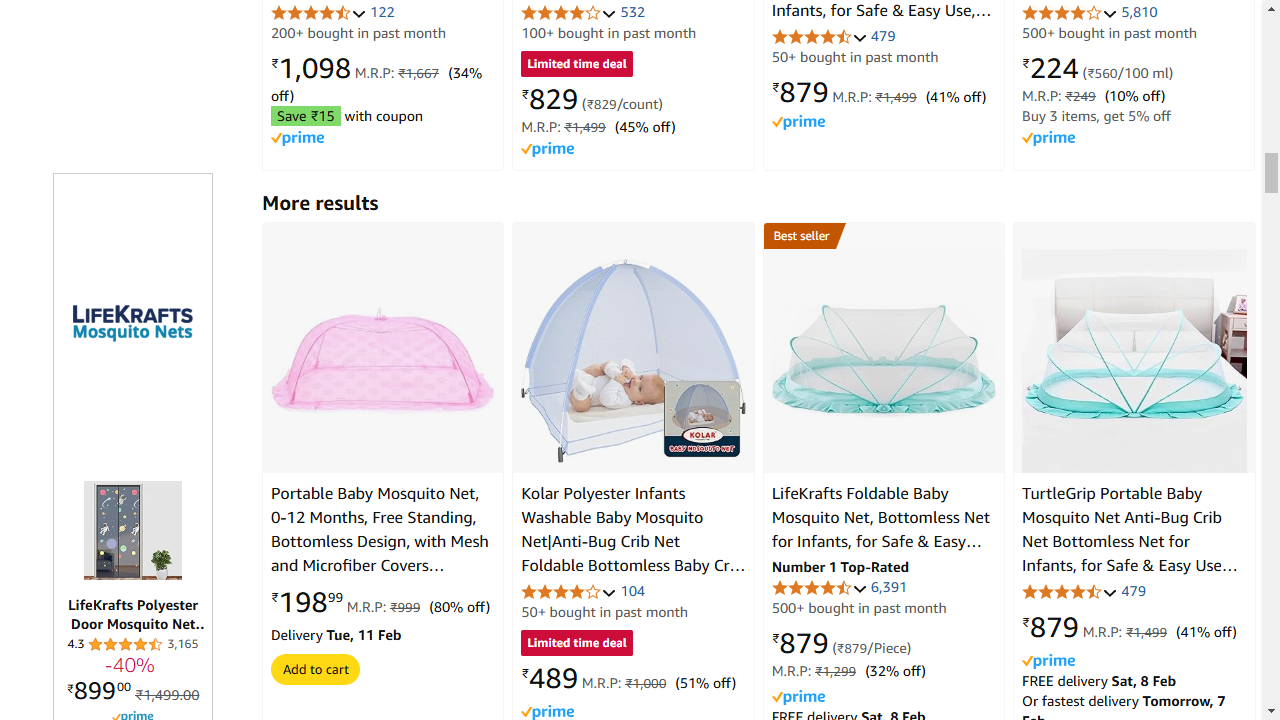 122
200+ bought in past month
₹1,098 M.R.P: ₹1,667 (34% off)
Save ₹15 with coupon
prime
532
100+ bought in past month
Limited time deal
₹829 (₹829/count)
M.R.P: ₹1,499 (45% off)
prime
Infants, for Safe & Easy Use,…
479
50+ bought in past month
₹879 M.R.P: ₹1,499 (41% off)
prime
5,810
500+ bought in past month
₹224 (₹560/100 ml)
M.R.P: ₹249 (10% off)
Buy 3 items, get 5% off
prime
LIFEKRAFTS
Mosquito Nets
LifeKrafts Polyester
Door Mosquito Net..
4.3 3,165
-40%
₹899 00 ₹1,499.00
prime
More results
Portable Baby Mosquito Net,
0-12 Months, Free Standing,
Bottomless Design, with Mesh
and Microfiber Covers…
₹198 99 M.R.P: ₹999 (80% off)
Delivery Tue, 11 Feb
Add to cart
KOLAR
BABY MOSQUITO NET
Kolar Polyester Infants
Washable Baby Mosquito
Net|Anti-Bug Crib Net
Foldable Bottomless Baby Cr…
104
50+ bought in past month
Limited time deal
₹489 M.R.P: ₹1,000 (51% off)
prime
Best seller
LifeKrafts Foldable Baby
Mosquito Net, Bottomless Net
for Infants, for Safe & Easy…
Number 1 Top-Rated
6,391
500+ bought in past month
₹879 (₹879/Piece)
M.R.P: ₹1,299 (32% off)
prime
FREE delivery Sat, 8 Feb
TurtleGrip Portable Baby
Mosquito Net Anti-Bug Crib
Net Bottomless Net for
Infants, for Safe & Easy Use…
479
₹879 M.R.P: ₹1,499 (41% off)
prime
FREE delivery Sat, 8 Feb
Or fastest delivery Tomorrow, 7
Feb